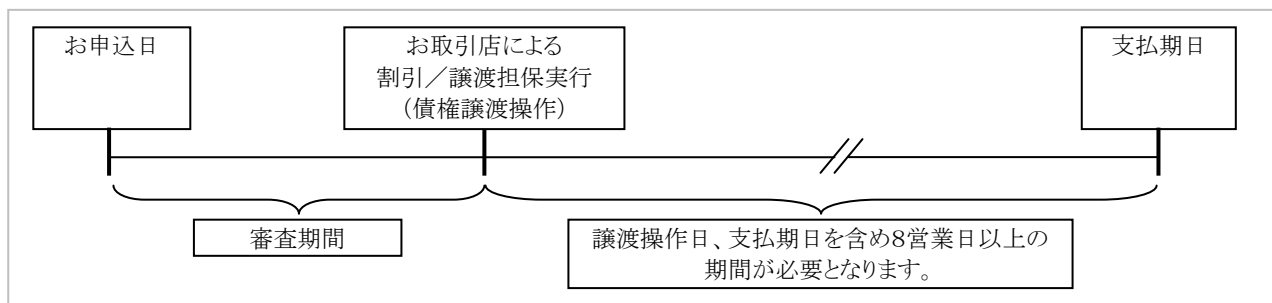 お申込日
お取引店による
割引／譲渡担保実行
（債権譲渡操作）
支払期日
審査期間
譲渡操作日、支払期日を含め８営業日以上の
期間が必要となります。